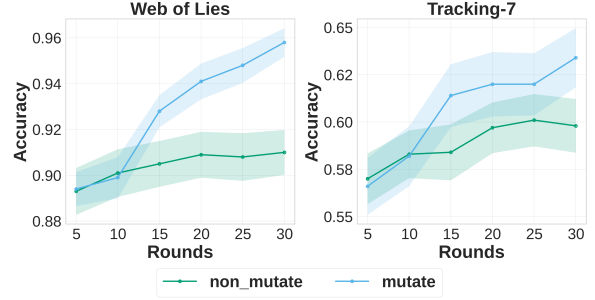 Web of Lies
Accuracy
0.96
0.94
0.92
0.90
0.88
5 10 15 20 25 30
Rounds
Tracking-7
Accuracy
0.65
0.62
0.60
0.58
0.55
5 10 15 20 25 30
Rounds
non_mutate mutate